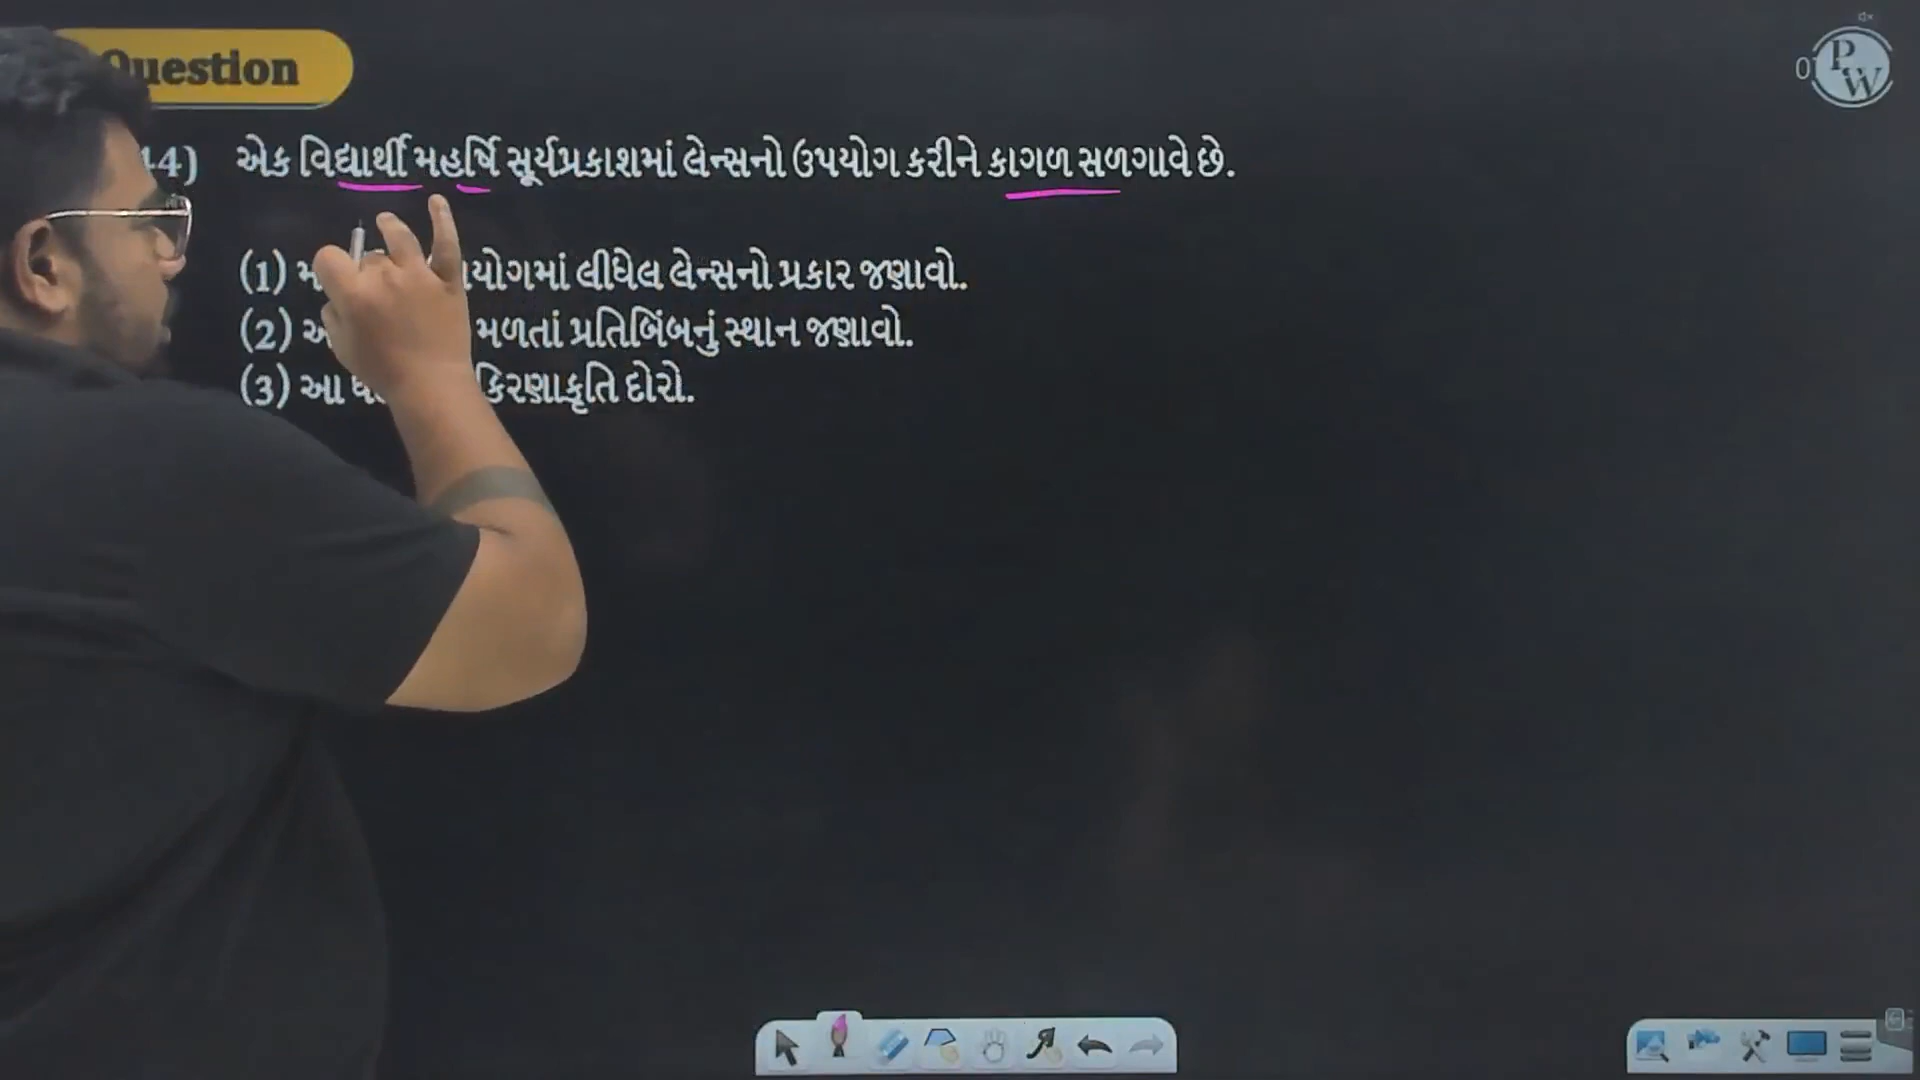 Question
14) એક વિદ્યાર્થી મહર્ષિ સૂર્યપ્રકાશમાં લેન્સનો ઉપયોગ કરીને કાગળ સળગાવે છે.
(1) લીધેલ લેન્સનો પ્રકાર જણાવો.
(2) મળતાં પ્રતિબિંબનું સ્થાન જણાવો.
(3) આ કિરણાકૃતિ દોરો.
PW